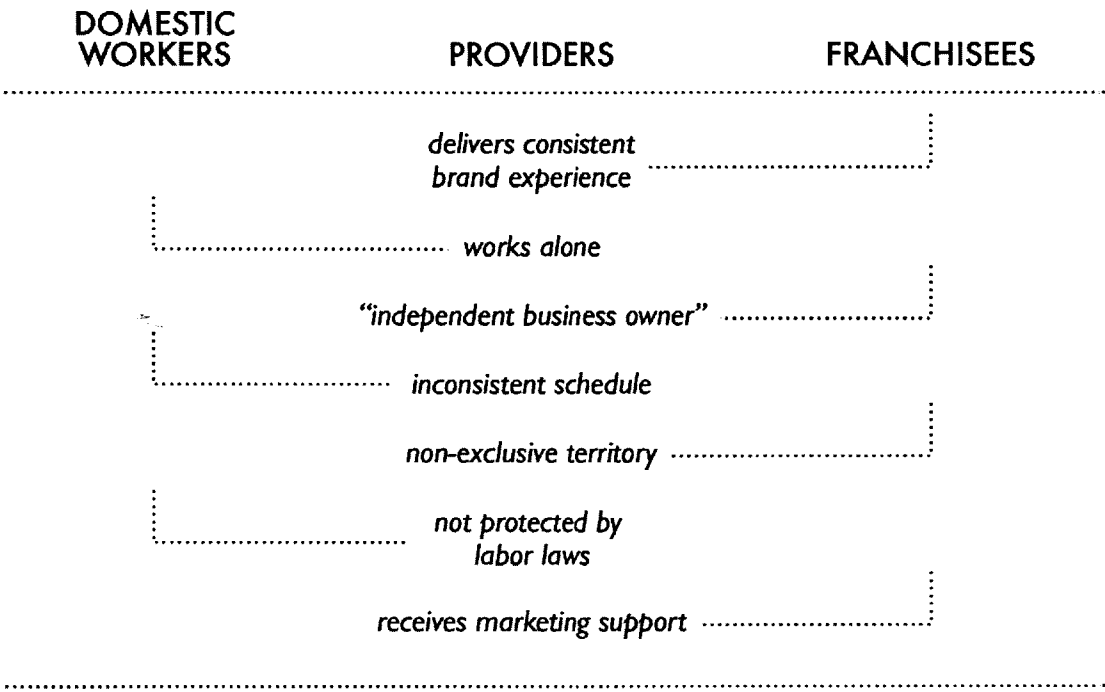 DOMESTIC
WORKERS
PROVIDERS
FRANCHISEES
delivers consistent
brand experience
works alone
“independent business owner”
inconsistent schedule
non-exclusive territory
not protected by
labor laws
receives marketing support